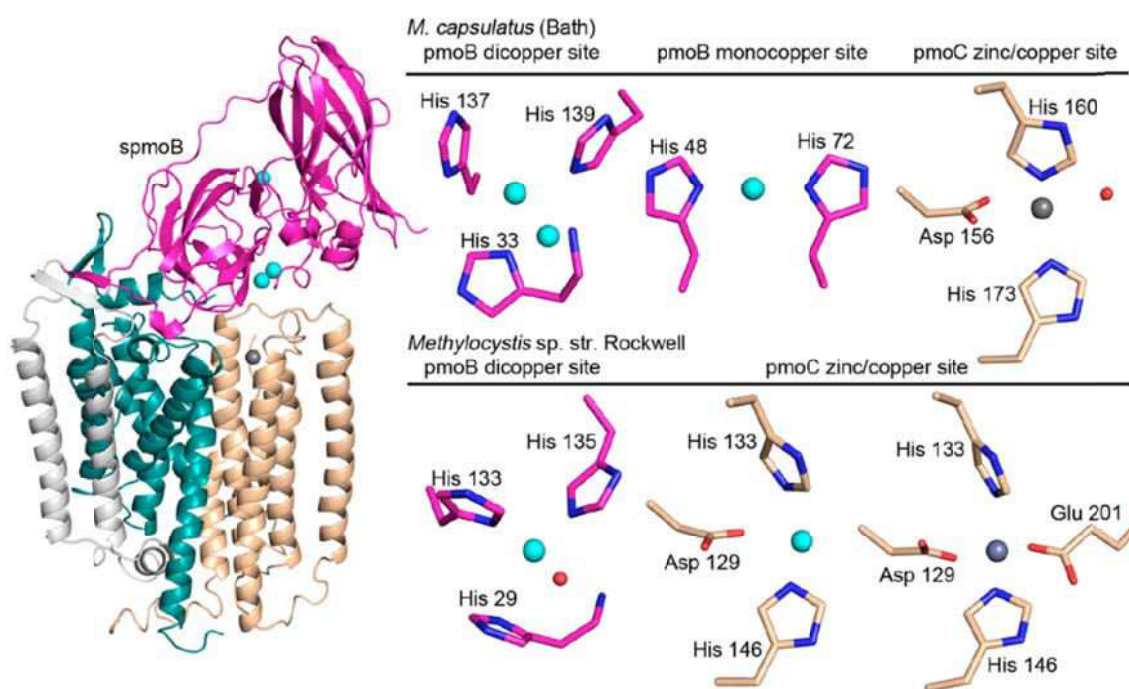 M. capsulatus (Bath)
pmoB dicopper site
pmoB monocopper site
pmoC zinc/copper site
spmoB
His 137
His 139
His 33
His 48
His 72
His 160
Asp 156
His 173
Methylocystis sp. str. Rockwell
pmoB dicopper site
pmoC zinc/copper site
His 133
His 135
His 29
His 133
Asp 129
His 146
His 133
Glu 201
Asp 129
His 146